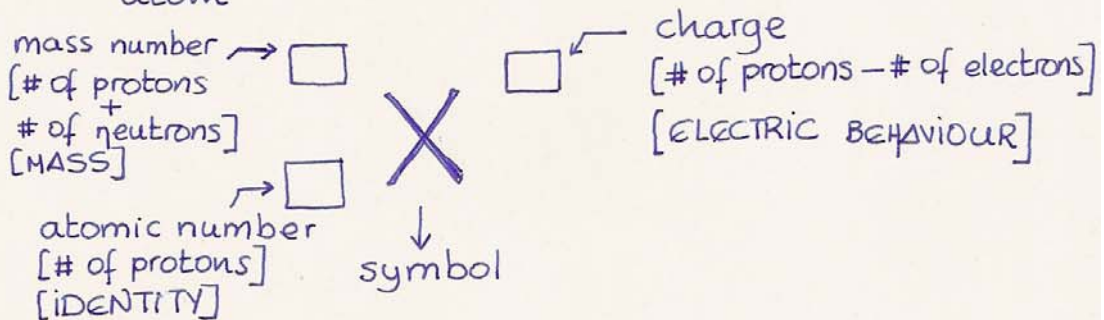 atom
mass number
[# of protons
+
# of neutrons]
[MASS]
charge
[# of protons – # of electrons]
[ELECTRIC BEHAVIOUR]
X
atomic number
[# of protons]
[iDENTITY]
symbol